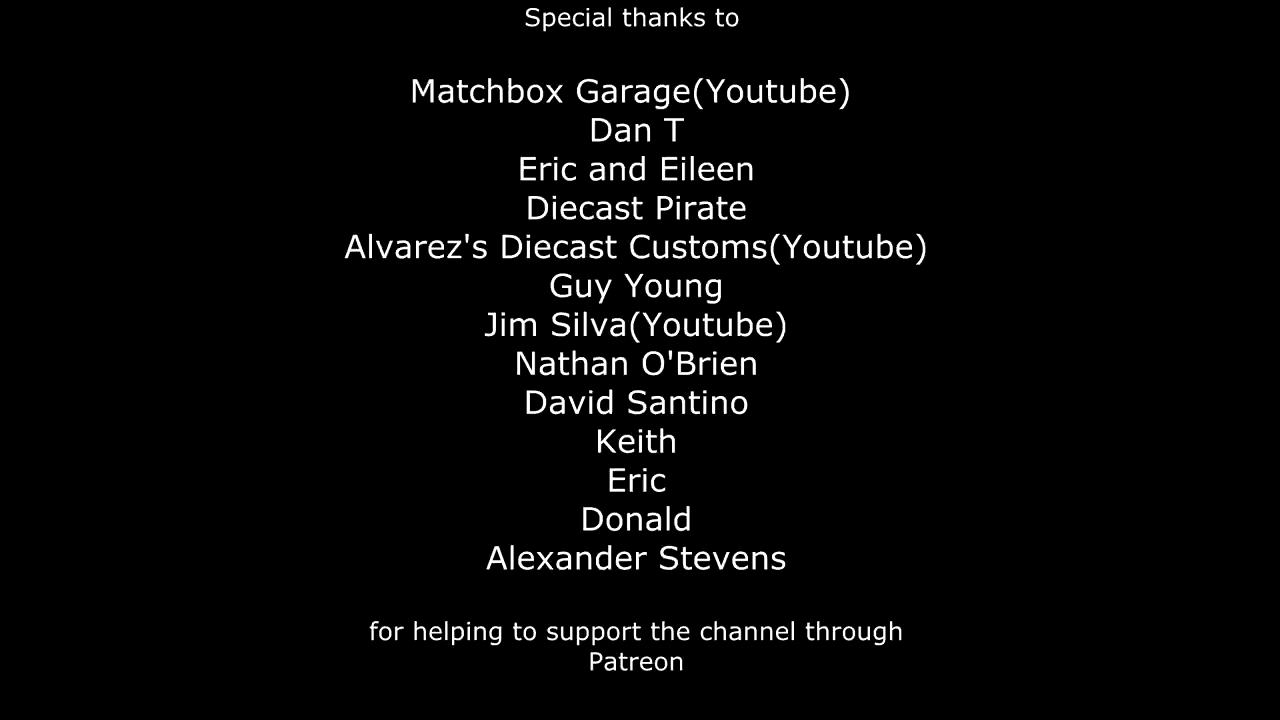 Special thanks to
Matchbox Garage(Youtube)
Dan T
Eric and Eileen
Diecast Pirate
Alvarez's Diecast Customs(Youtube)
Guy Young
Jim Silva(Youtube)
Nathan O'Brien
David Santino
Keith
Eric
Donald
Alexander Stevens
for helping to support the channel through
Patreon